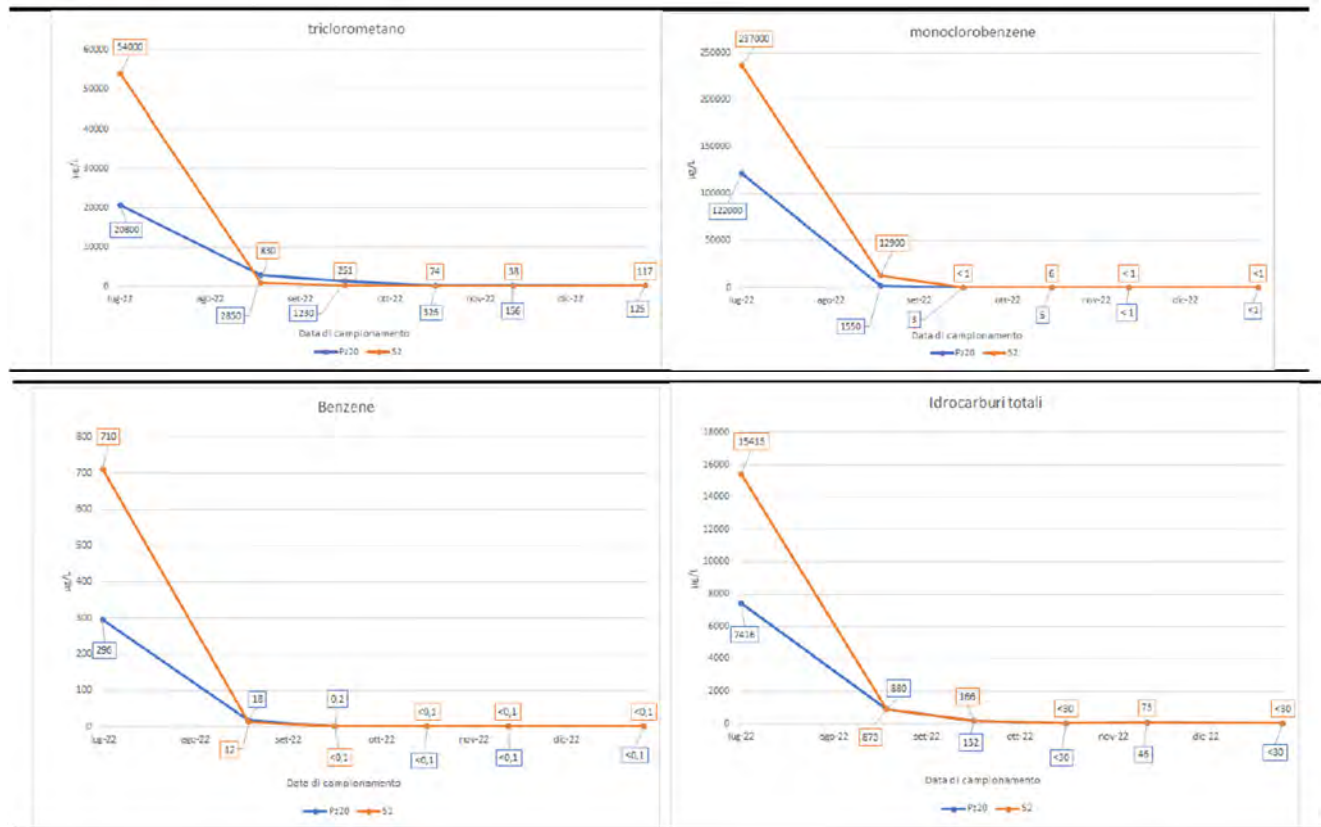 triclorometano
60000
54000
50000
40000
30000
20000
20800
10000
830
251
74
38
117
0
lug-22
ago-22
set-22
ott-22
nov-22
dic-22
2850
1230
326
156
125
µg/L
Data di campionamento
Pz20
S2
monoclorobenzene
250000
237000
200000
150000
122000
100000
50000
12900
< 1
6
< 1
<1
0
lug-22
ago-22
set-22
ott-22
nov-22
dic-22
1550
3
5
< 1
<1
µg/L
Data di campionamento
Pz20
S2
Benzene
800
710
700
600
500
400
300
296
200
100
18
0,2
<0,1
<0,1
<0,1
0
lug-22
ago-22
set-22
ott-22
nov-22
dic-22
12
<0,1
<0,1
<0,1
<0,1
µg/L
Data di campionamento
Pz20
S2
Idrocarburi totali
18000
16000
15415
14000
12000
10000
8000
7416
6000
4000
2000
880
166
<30
75
<30
0
lug-22
ago-22
set-22
ott-22
nov-22
dic-22
873
152
<30
46
<30
µg/L
Data di campionamento
Pz20
S2